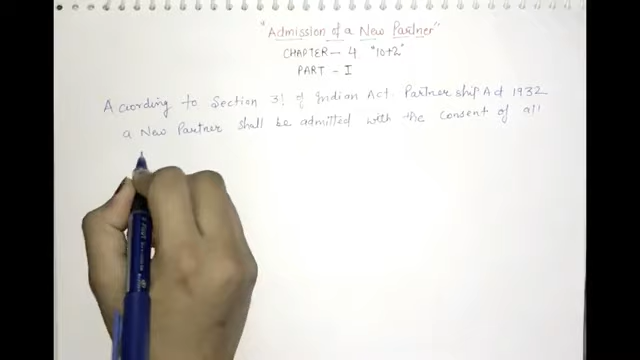 "Admission of a New Partner"
CHAPTER - 4 "10+2"
PART - I
According to Section 31 of Indian Act Partnership Act 1932
a New Partner shall be admitted with the consent of all